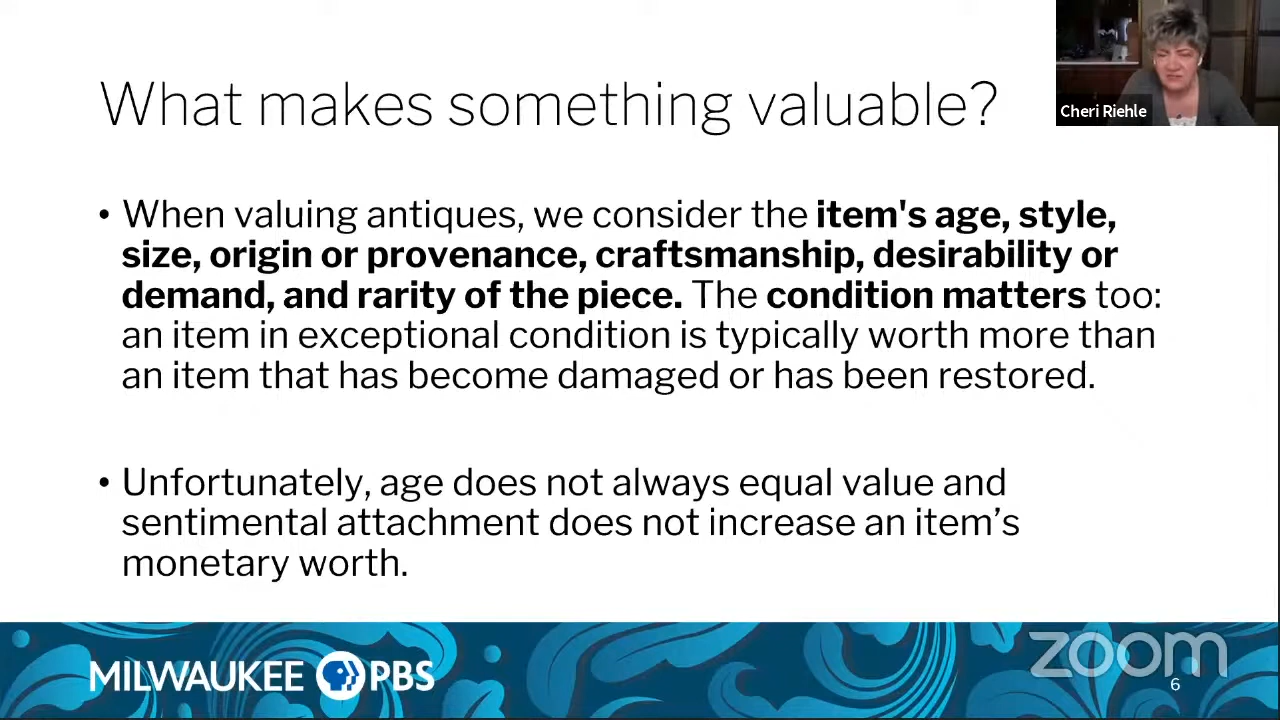 What makes something valuable?
Cheri Riehle
• When valuing antiques, we consider the item's age, style,
size, origin or provenance, craftsmanship, desirability or
demand, and rarity of the piece. The condition matters too:
an item in exceptional condition is typically worth more than
an item that has become damaged or has been restored.
• Unfortunately, age does not always equal value and
sentimental attachment does not increase an item’s
monetary worth.
MILWAUKEE PBS
zoom
6